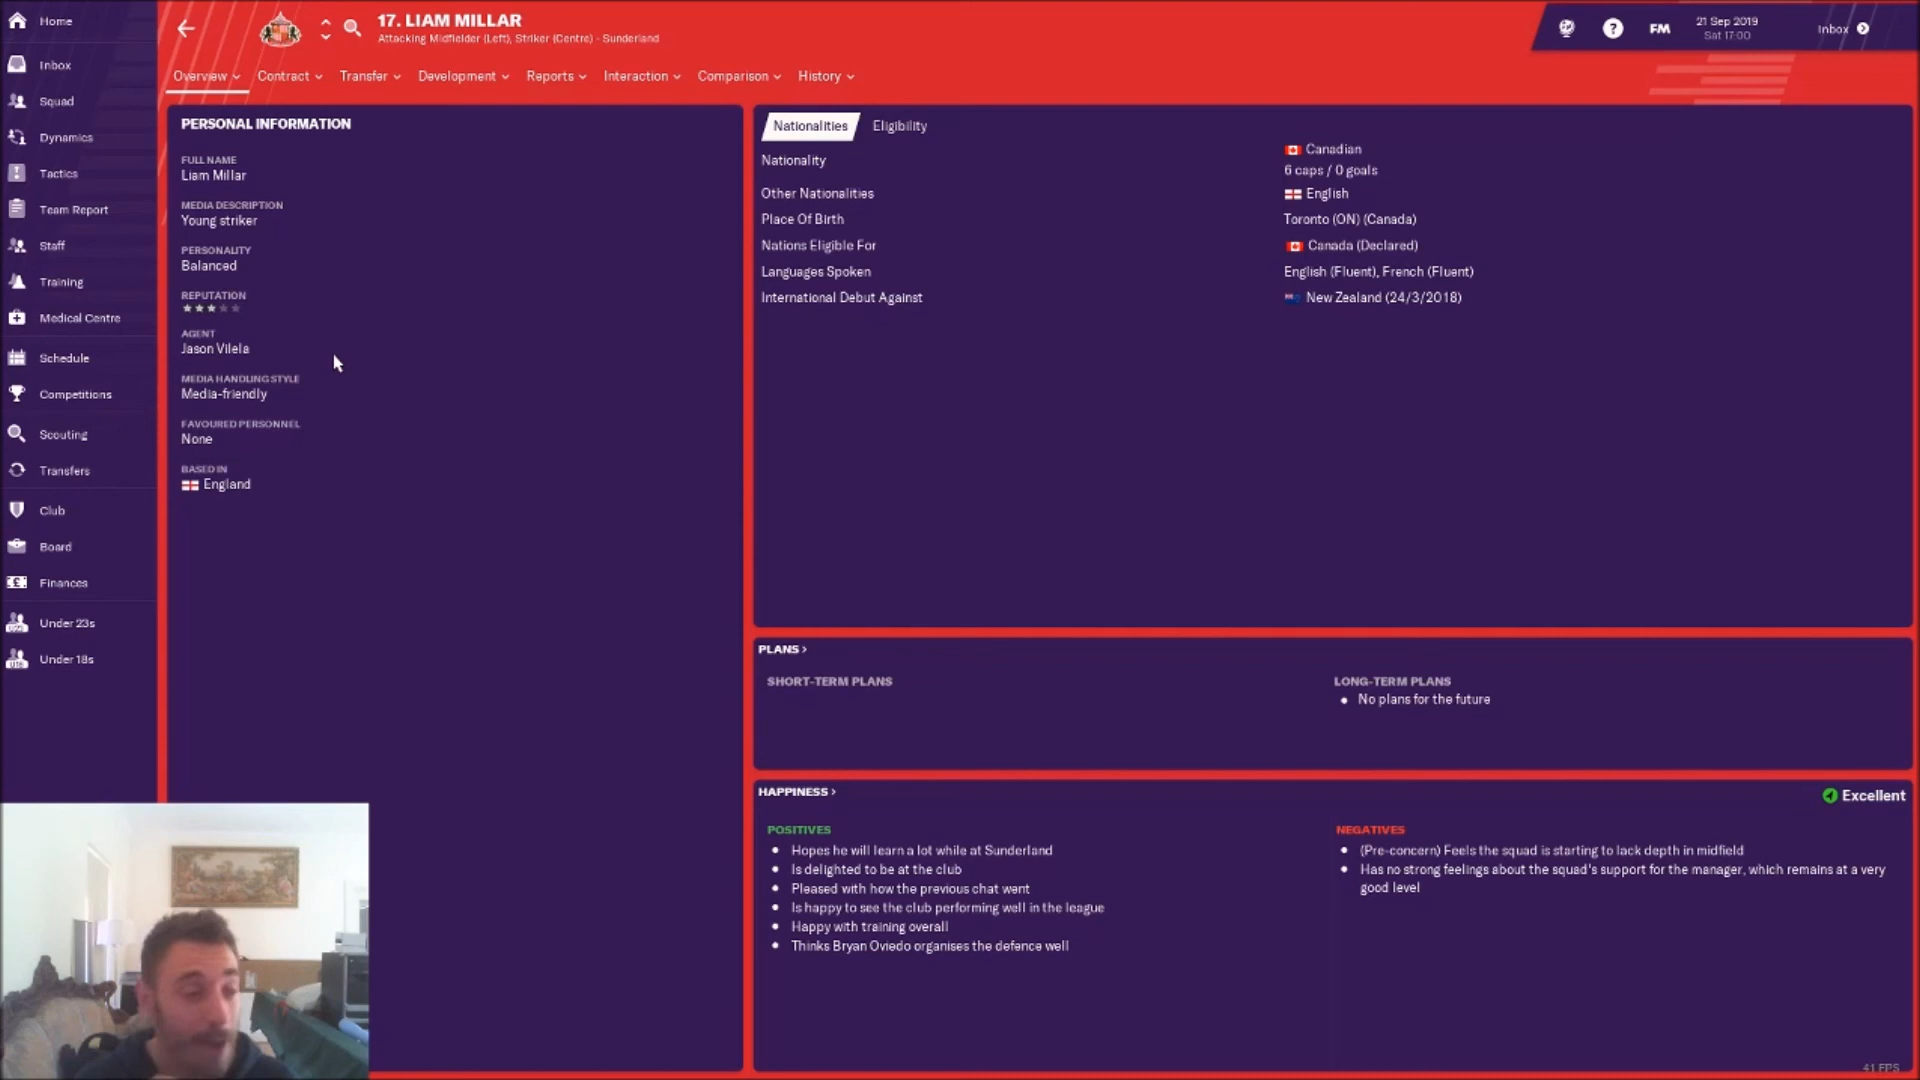 Home
Inbox
Squad
Dynamics
Tactics
Team Report
Staff
Training
Medical Centre
Schedule
Competitions
Scouting
Transfers
Club
Board
Finances
Under 23s
Under 18s
17. LIAM MILLAR
Attacking Midfielder (Left), Striker (Centre) - Sunderland
FM
21 Sep 2019
Sat 17:00
Inbox
Overview Contract Transfer Development Reports Interaction Comparison History
PERSONAL INFORMATION
FULL NAME
Liam Millar
MEDIA DESCRIPTION
Young striker
PERSONALITY
Balanced
REPUTATION
AGENT
Jason Vilela
MEDIA HANDLING STYLE
Media-friendly
FAVOURED PERSONNEL
None
BASED IN
England
Nationalities Eligibility
Nationality Canadian
6 caps / 0 goals
Other Nationalities English
Place Of Birth Toronto (ON) (Canada)
Nations Eligible For Canada (Declared)
Languages Spoken English (Fluent), French (Fluent)
International Debut Against New Zealand (24/3/2018)
PLANS >
SHORT-TERM PLANS
LONG-TERM PLANS
• No plans for the future
HAPPINESS >
Excellent
POSITIVES
• Hopes he will learn a lot while at Sunderland
• Is delighted to be at the club
• Pleased with how the previous chat went
• Is happy to see the club performing well in the league
• Happy with training overall
• Thinks Bryan Oviedo organises the defence well
NEGATIVES
• (Pre-concern) Feels the squad is starting to lack depth in midfield
• Has no strong feelings about the squad's support for the manager, which remains at a very
good level
41 FPS